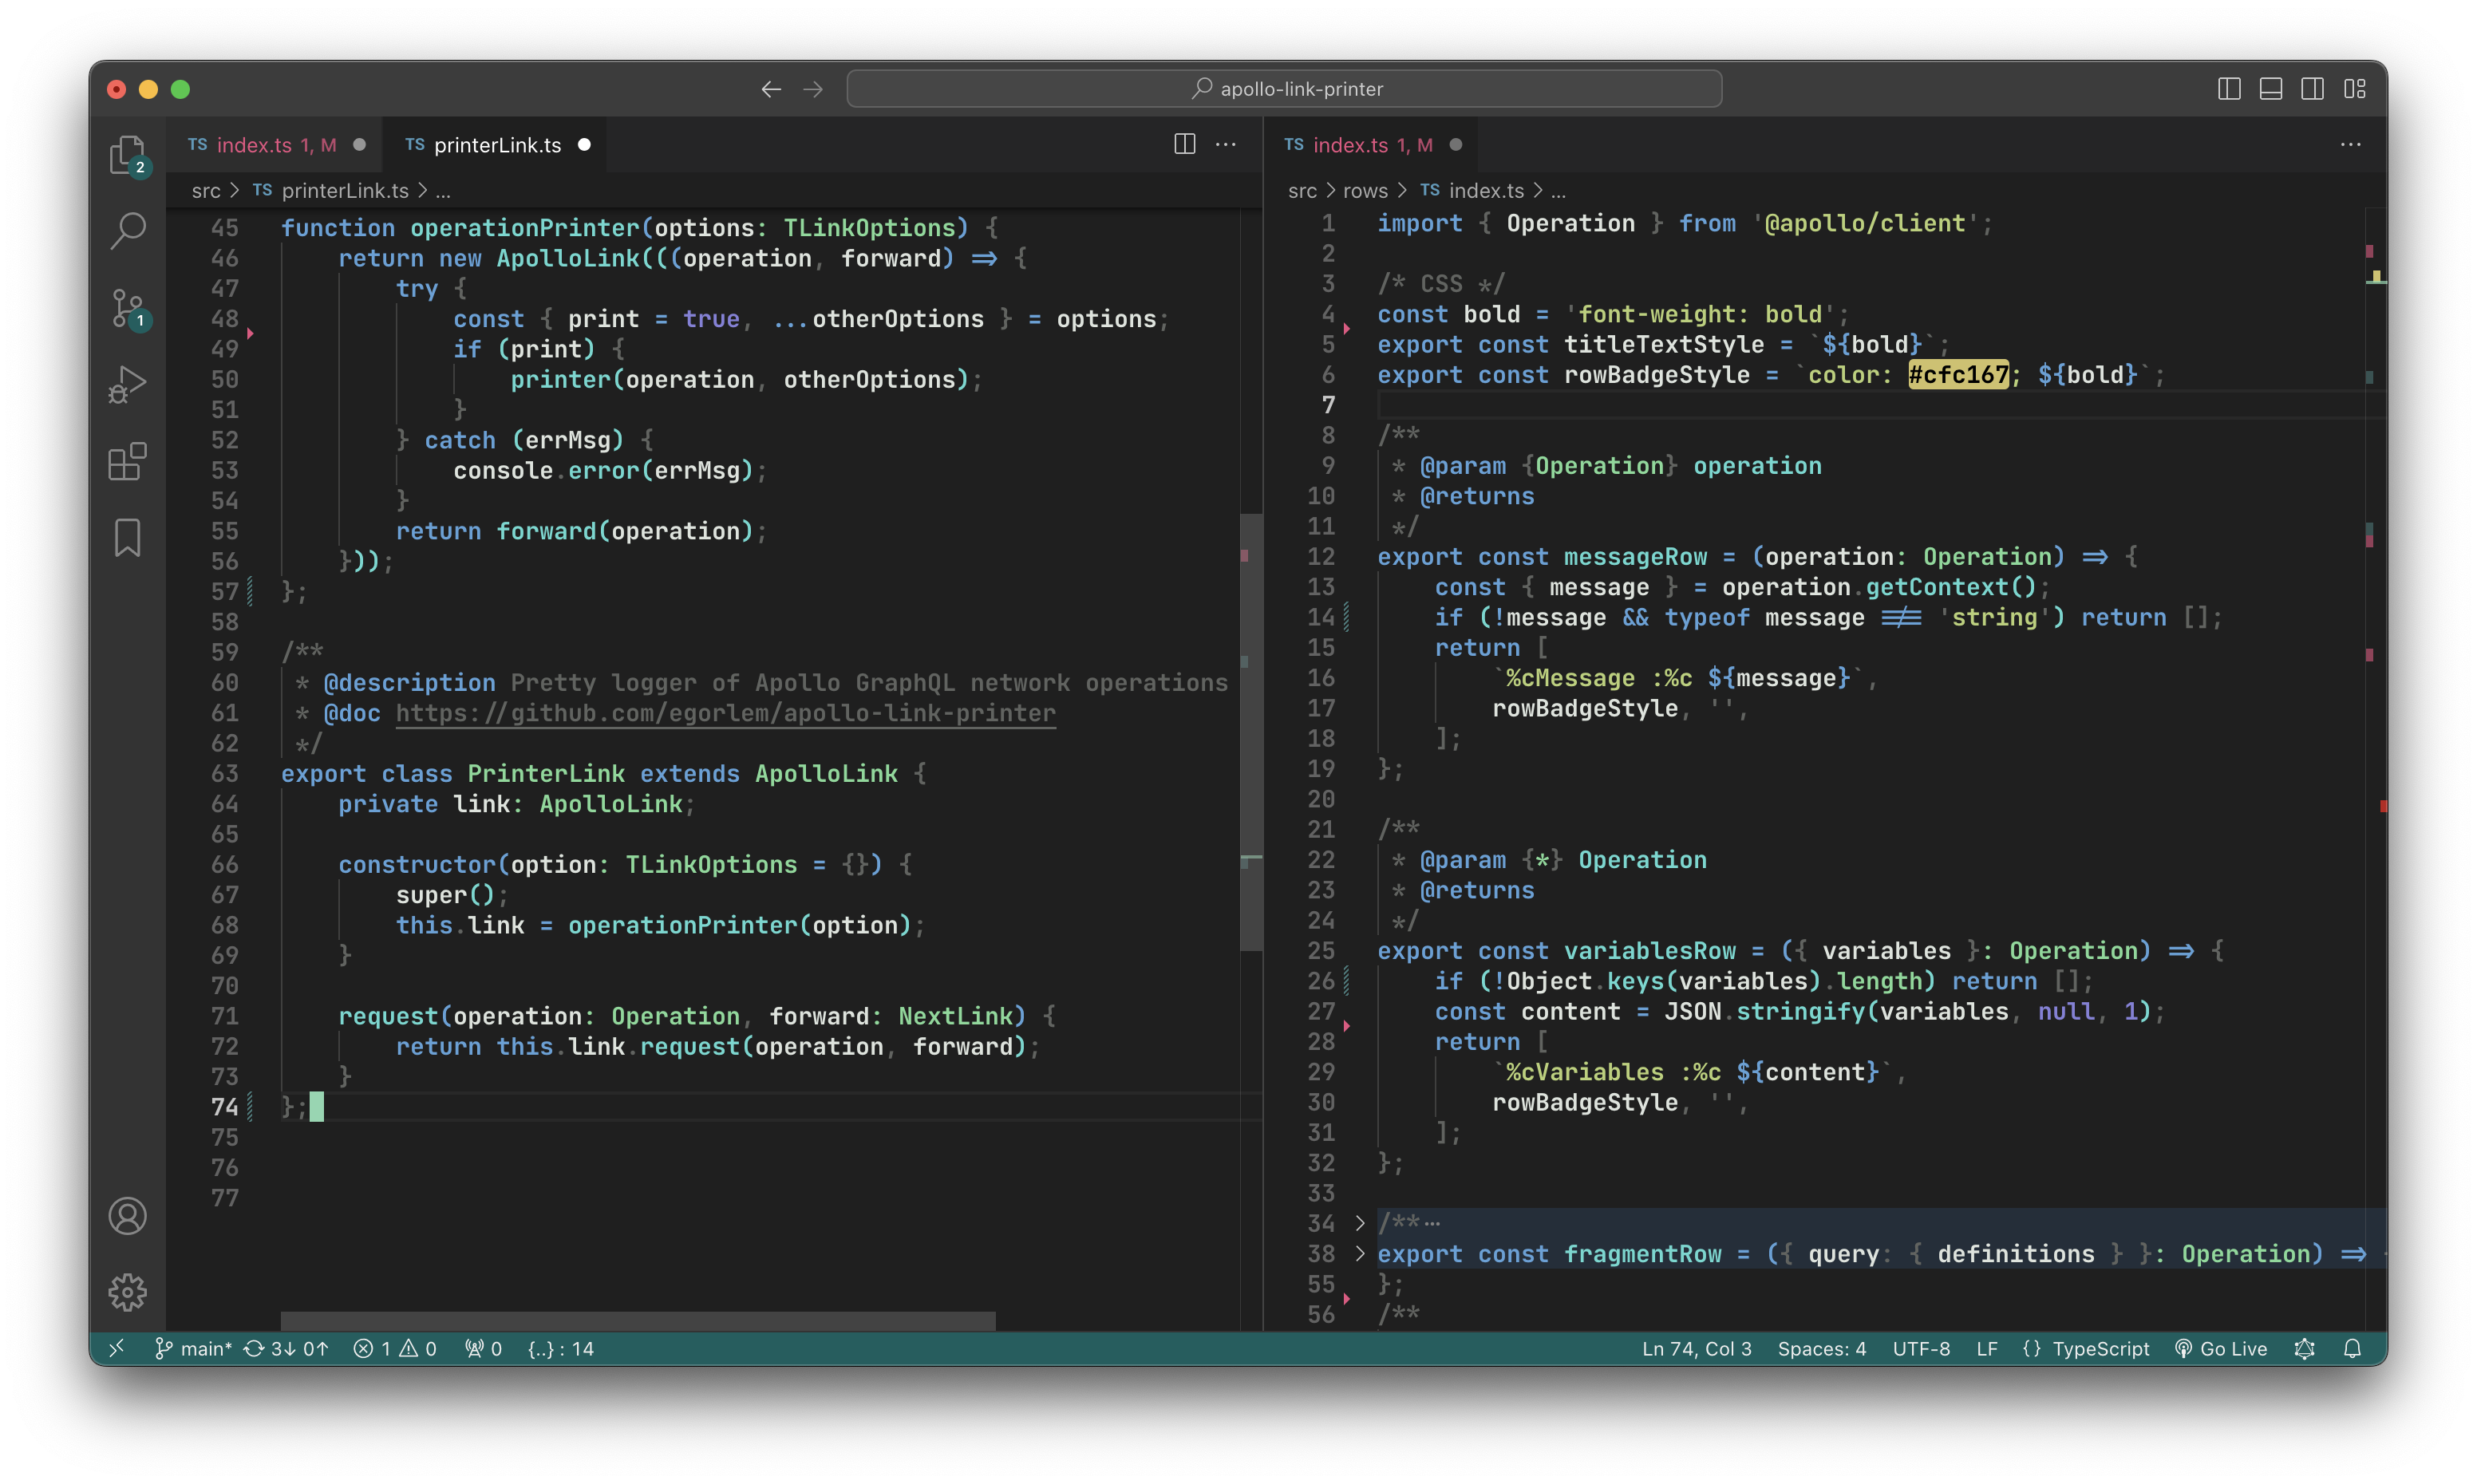 apollo-link-printer
TS index.ts 1, M
TS printerLink.ts
src > TS printerLink.ts > ...
2
1
45 function operationPrinter(options: TLinkOptions) {
46     return new ApolloLink(((operation, forward) => {
47         try {
48             const { print = true, ...otherOptions } = options;
49             if (print) {
50                 printer(operation, otherOptions);
51             }
52         } catch (errMsg) {
53             console.error(errMsg);
54         }
55         return forward(operation);
56     }));
57 };
58
59 /**
60  * @description Pretty logger of Apollo GraphQL network operations
61  * @doc https://github.com/egorlem/apollo-link-printer
62  */
63 export class PrinterLink extends ApolloLink {
64     private link: ApolloLink;
65
66     constructor(option: TLinkOptions = {}) {
67         super();
68         this.link = operationPrinter(option);
69     }
70
71     request(operation: Operation, forward: NextLink) {
72         return this.link.request(operation, forward);
73     }
74 };
75
76
77
TS index.ts 1, M
src > rows > TS index.ts > ...
1 import { Operation } from '@apollo/client';
2
3 /* CSS */
4 const bold = 'font-weight: bold';
5 export const titleTextStyle = `${bold}`;
6 export const rowBadgeStyle = `color: #cfc167; ${bold}`;
7
8 /**
9  * @param {Operation} operation
10  * @returns
11  */
12 export const messageRow = (operation: Operation) => {
13     const { message } = operation.getContext();
14     if (!message && typeof message !== 'string') return [];
15     return [
16         `%cMessage :%c ${message}`,
17         rowBadgeStyle, '',
18     ];
19 };
20
21 /**
22  * @param {*} Operation
23  * @returns
24  */
25 export const variablesRow = ({ variables }: Operation) => {
26     if (!Object.keys(variables).length) return [];
27     const content = JSON.stringify(variables, null, 1);
28     return [
29         `%cVariables :%c ${content}`,
30         rowBadgeStyle, '',
31     ];
32 };
33
34 > /**···
38 > export const fragmentRow = ({ query: { definitions } }: Operation) =>
55 };
56 /**
main* 3↓ 0↑ 1 0 0 {..} : 14
Ln 74, Col 3 Spaces: 4 UTF-8 LF {} TypeScript Go Live